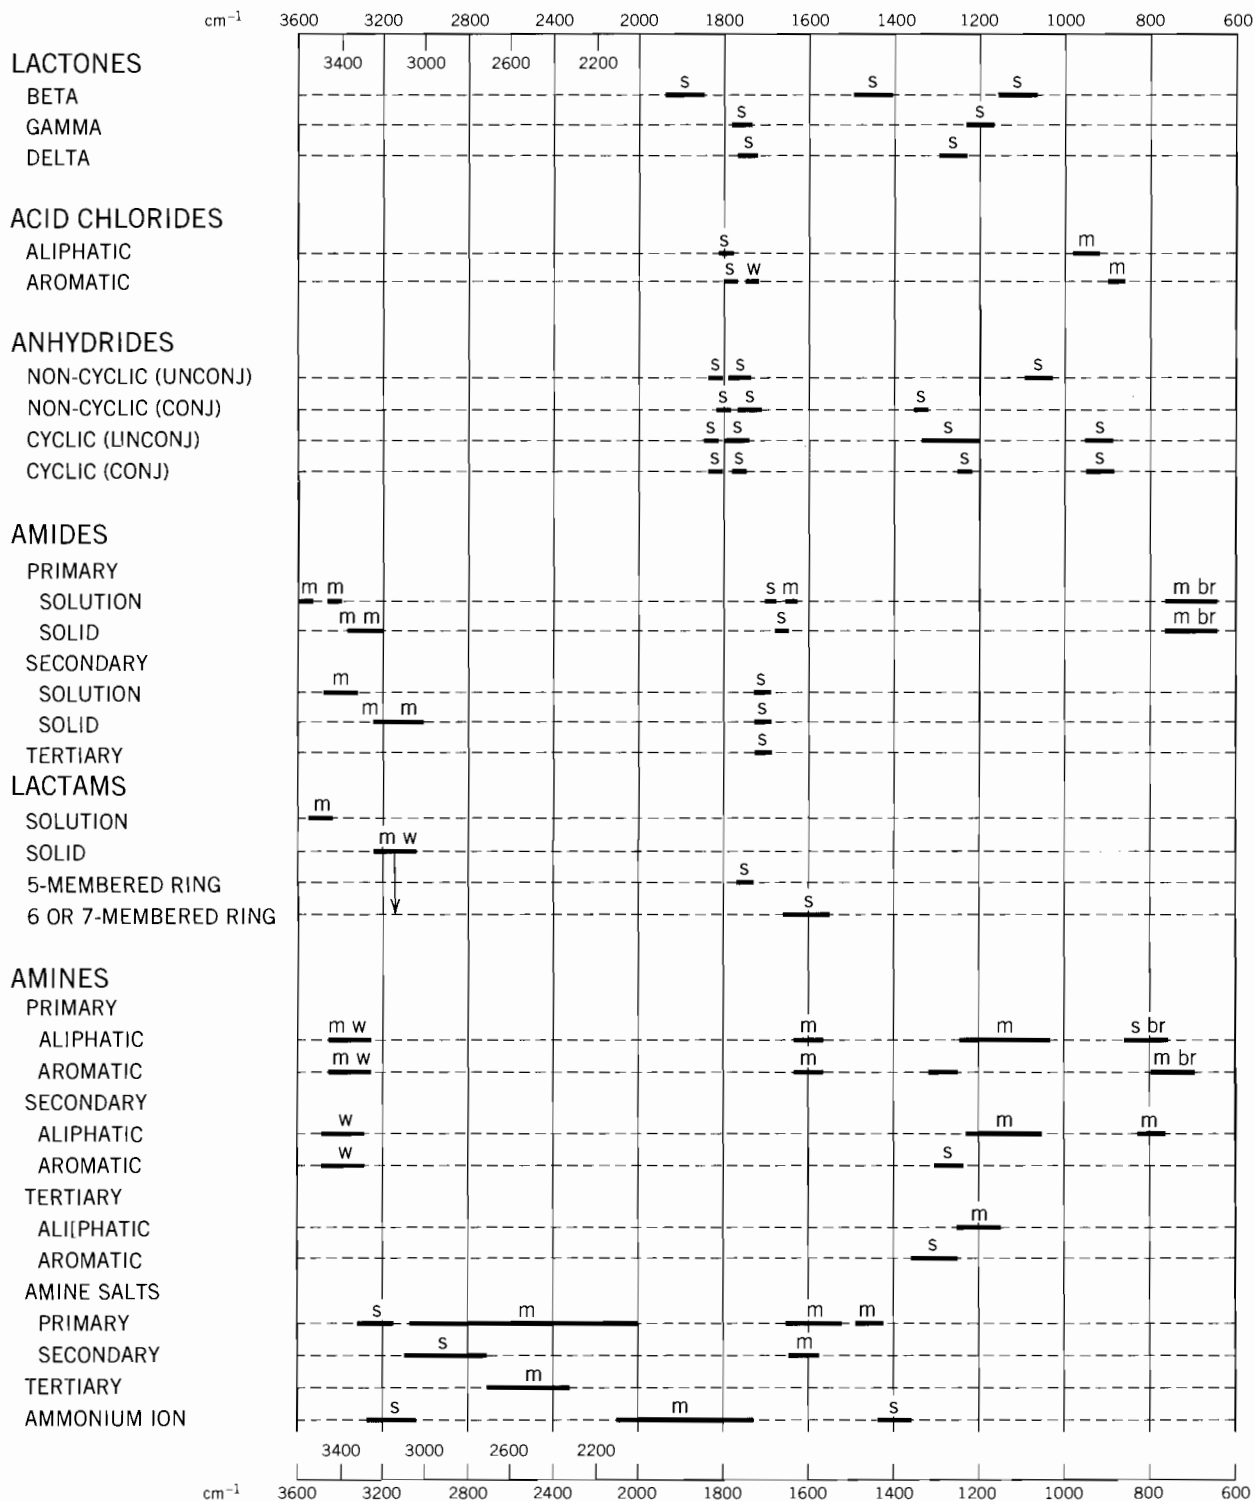 cm⁻¹ 3600 3200 2800 2400 2000 1800 1600 1400 1200 1000 800 600
3400 3000 2600 2200
LACTONES
s s s
BETA
s s
GAMMA
s s
DELTA
ACID CHLORIDES
s m
ALIPHATIC
s w m
AROMATIC
ANHYDRIDES
s s s
NON-CYCLIC (UNCONJ)
s s s
NON-CYCLIC (CONJ)
s s s s
CYCLIC (UNCONJ)
s s s s
CYCLIC (CONJ)
AMIDES
PRIMARY
m m s m m br
SOLUTION
m m s m br
SOLID
SECONDARY
m s
SOLUTION
m m s
SOLID
s
TERTIARY
LACTAMS
m
SOLUTION
m w
SOLID
s
5-MEMBERED RING
s
6 OR 7-MEMBERED RING
AMINES
PRIMARY
m w m m s br
ALIPHATIC
m w m m br
AROMATIC
SECONDARY
w m m
ALIPHATIC
w s
AROMATIC
TERTIARY
m
ALI[PHATIC
s
AROMATIC
AMINE SALTS
s m m m
PRIMARY
s m
SECONDARY
m
TERTIARY
s m s
AMMONIUM ION
3400 3000 2600 2200
cm⁻¹ 3600 3200 2800 2400 2000 1800 1600 1400 1200 1000 800 600